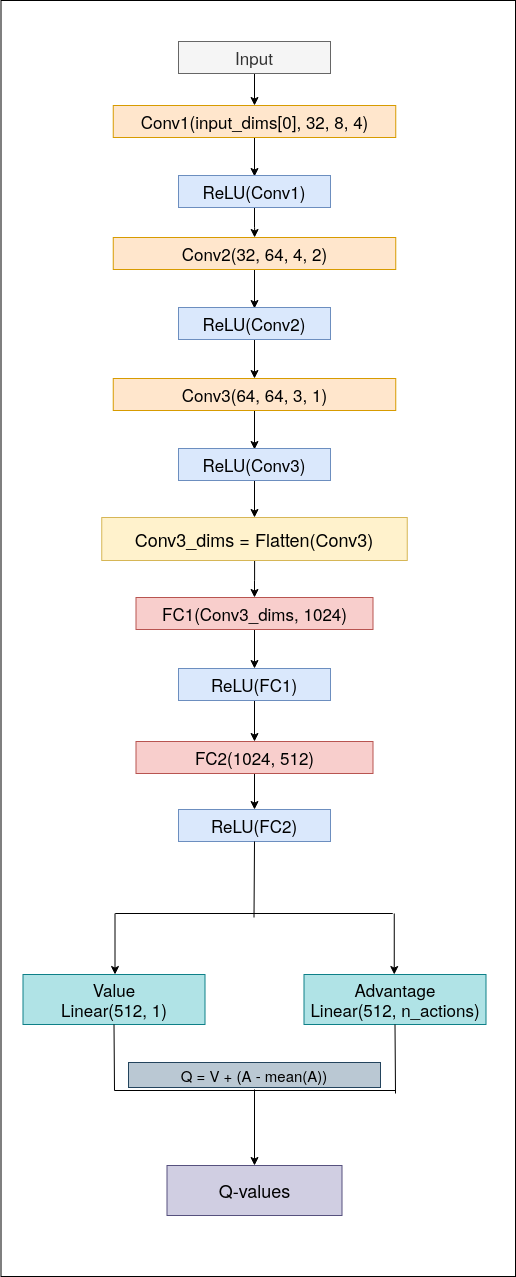 Input
Conv1(input_dims[0], 32, 8, 4)
ReLU(Conv1)
Conv2(32, 64, 4, 2)
ReLU(Conv2)
Conv3(64, 64, 3, 1)
ReLU(Conv3)
Conv3_dims = Flatten(Conv3)
FC1(Conv3_dims, 1024)
ReLU(FC1)
FC2(1024, 512)
ReLU(FC2)
Value
Linear(512, 1)
Advantage
Linear(512, n_actions)
Q = V + (A - mean(A))
Q-values